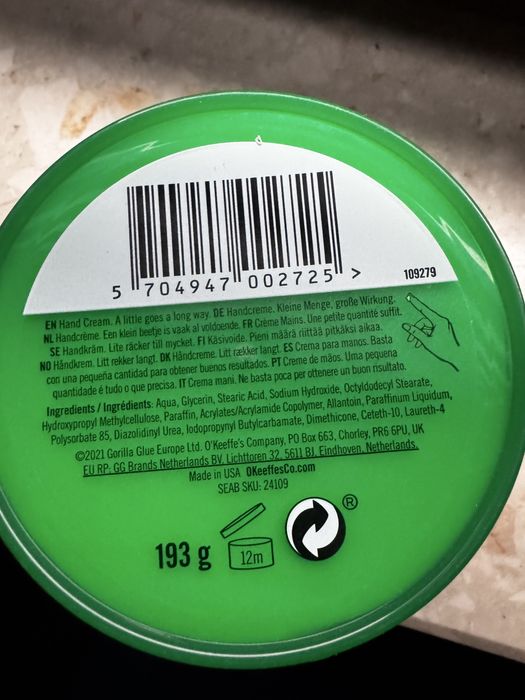 5 704947 002725 >
109279
EN Hand Cream. A little goes a long way. DE Handcreme. Kleine Menge, große Wirkung.
NL Handcrème. Een klein beetje is vaak al voldoende. FR Crème Mains. Une petite quantité suffit.
SE Handkräm. Lite räcker till mycket. FI Käsivoide. Pieni määrä riittää pitkäksi aikaa.
NO Håndkrem. Litt rekker langt. DK Håndcreme. Litt rækker langt. ES Crema para manos. Basta
con una pequeña cantidad para obtener buenos resultados. PT Creme de mãos. Uma pequena
quantidade é tudo o que precisa. IT Crema mani. Ne basta poca per ottenere un buon risultato.
Ingredients / Ingrédients: Aqua, Glycerin, Stearic Acid, Sodium Hydroxide, Octyldodecyl Stearate,
Hydroxypropyl Methylcellulose, Paraffin, Acrylates/Acrylamide Copolymer, Allantoin, Paraffinum Liquidum,
Polysorbate 85, Diazolidinyl Urea, Iodopropynyl Butylcarbamate, Dimethicone, Ceteth-10, Laureth-4
©2021 Gorilla Glue Europe Ltd. O'Keeffe's Company, PO Box 663, Chorley, PR6 6PU, UK
EU RP: GG Brands Netherlands BV, Lichttoren 32, 5611 BJ, Eindhoven, Netherlands.
Made in USA OKeeffesCo.com
SEAB SKU: 24109
193 g
12m
®